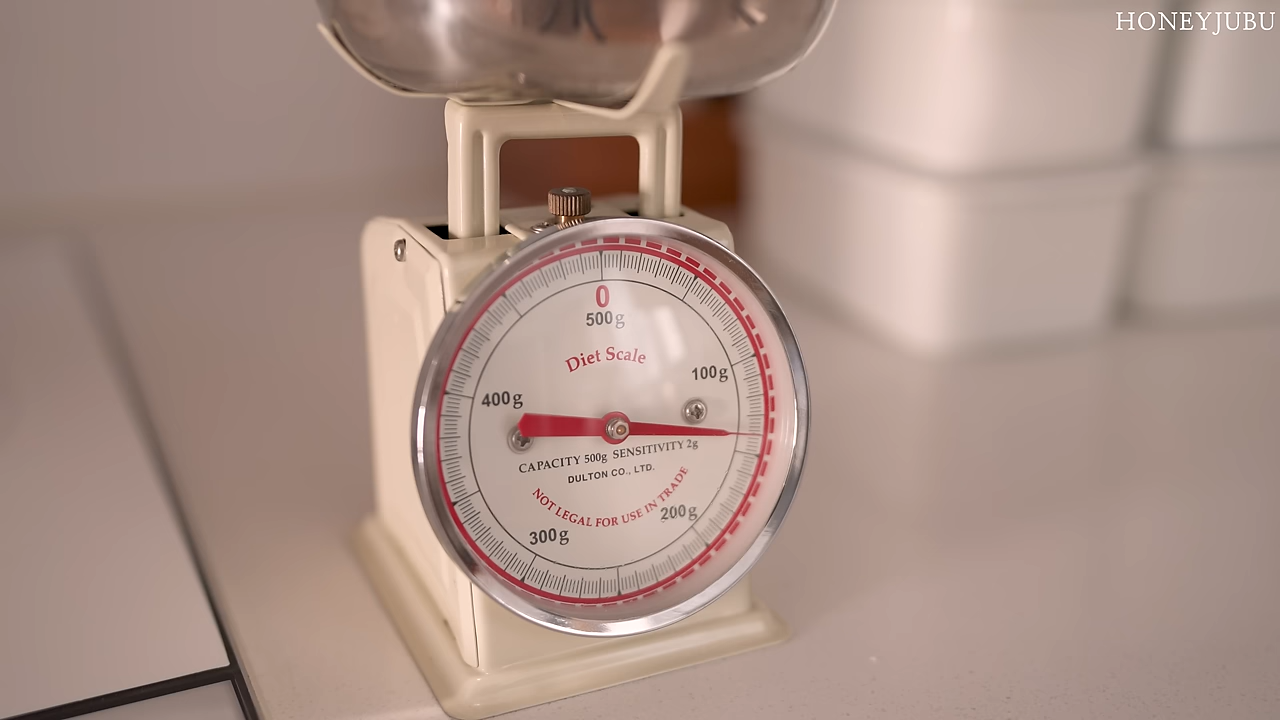 HONEYJUBU
0
500g
Diet Scale
100g
400g
CAPACITY 500g SENSITIVITY 2g
DULTON CO., LTD.
NOT LEGAL FOR USE IN TRADE
200g
300g